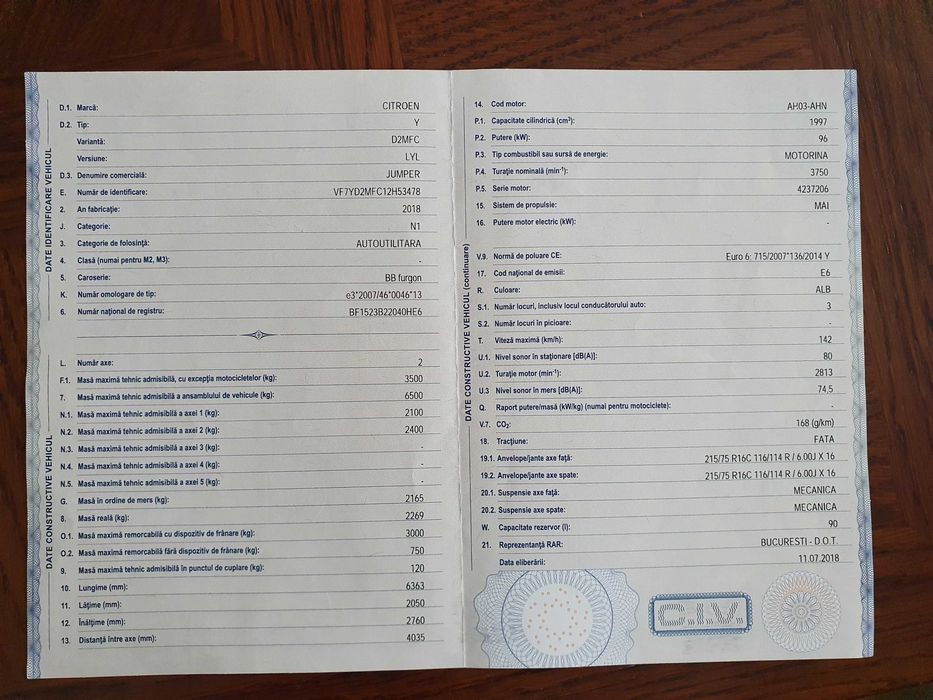 DATE IDENTIFICARE VEHICUL
D.1. Marcă: CITROEN
D.2. Tip: Y
Variantă: D2MFC
Versiune: LYL
D.3. Denumire comercială: JUMPER
E. Număr de identificare: VF7YD2MFC12H53478
2. An fabricaţie: 2018
J. Categorie: N1
3. Categorie de folosinţă: AUTOUTILITARA
4. Clasă (numai pentru M2, M3): -
5. Caroserie: BB furgon
K. Număr omologare de tip: e3*2007/46*0046*13
6. Număr naţional de registru: BF1523B22040HE6
DATE CONSTRUCTIVE VEHICUL
L. Număr axe: 2
F.1. Masă maximă tehnic admisibilă, cu excepţia motocicletelor (kg): 3500
7. Masă maximă tehnic admisibilă a ansamblului de vehicule (kg): 6500
N.1. Masă maximă tehnic admisibilă a axei 1 (kg): 2100
N.2. Masă maximă tehnic admisibilă a axei 2 (kg): 2400
N.3. Masă maximă tehnic admisibilă a axei 3 (kg): -
N.4. Masă maximă tehnic admisibilă a axei 4 (kg): -
N.5. Masă maximă tehnic admisibilă a axei 5 (kg): -
G. Masă în ordine de mers (kg): 2165
8. Masă reală (kg): 2269
O.1. Masă maximă remorcabilă cu dispozitiv de frânare (kg): 3000
O.2. Masă maximă remorcabilă fără dispozitiv de frânare (kg): 750
9. Masă maximă tehnic admisibilă în punctul de cuplare (kg): 120
10. Lungime (mm): 6363
11. Lăţime (mm): 2050
12. Înălţime (mm): 2760
13. Distanţă între axe (mm): 4035
DATE CONSTRUCTIVE VEHICUL (continuare)
14. Cod motor: AH03-AHN
P.1. Capacitate cilindrică (cm³): 1997
P.2. Putere (kW): 96
P.3. Tip combustibil sau sursă de energie: MOTORINA
P.4. Turaţie nominală (min⁻¹): 3750
P.5. Serie motor: 4237206
15. Sistem de propulsie: MAI
16. Putere motor electric (kW): -
V.9. Normă de poluare CE: Euro 6; 715/2007*136/2014 Y
17. Cod naţional de emisii: E6
R. Culoare: ALB
S.1. Număr locuri, inclusiv locul conducătorului auto: 3
S.2. Număr locuri în picioare: -
T. Viteză maximă (km/h): 142
U.1. Nivel sonor în staţionare [dB(A)]: 80
U.2. Turaţie motor (min⁻¹): 2813
U.3 Nivel sonor în mers [dB(A)]: 74,5
Q. Raport putere/masă (kW/kg) (numai pentru motociclete): -
V.7. CO₂: 168 (g/km)
18. Tracţiune: FATA
19.1. Anvelope/jante axe faţă: 215/75 R16C 116/114 R / 6.00J X 16
19.2. Anvelope/jante axe spate: 215/75 R16C 116/114 R / 6.00J X 16
20.1. Suspensie axe faţă: MECANICA
20.2. Suspensie axe spate: MECANICA
W. Capacitate rezervor (l): 90
21. Reprezentanţă RAR: BUCURESTI - D.O.T.
Data eliberării: 11.07.2018
C.I.V.